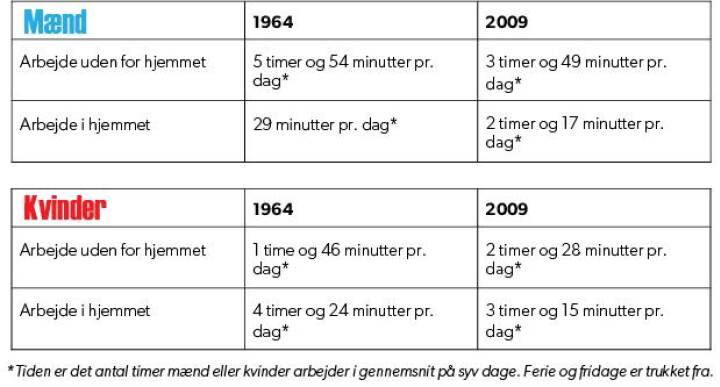 Mænd 1964 2009
Arbejde uden for hjemmet 5 timer og 54 minutter pr. dag* 3 timer og 49 minutter pr. dag*
Arbejde i hjemmet 29 minutter pr. dag* 2 timer og 17 minutter pr. dag*
Kvinder 1964 2009
Arbejde uden for hjemmet 1 time og 46 minutter pr. dag* 2 timer og 28 minutter pr. dag*
Arbejde i hjemmet 4 timer og 24 minutter pr. dag* 3 timer og 15 minutter pr. dag*
*Tiden er det antal timer mænd eller kvinder arbejder i gennemsnit på syv dage. Ferie og fridage er trukket fra.